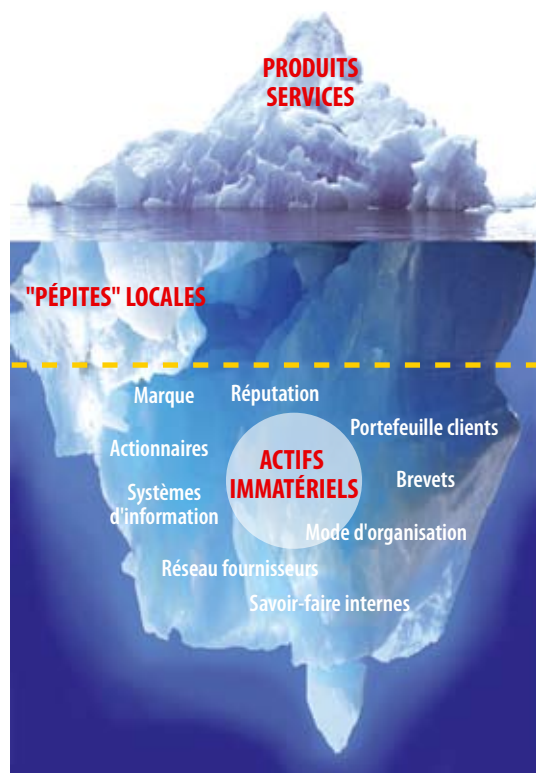 PRODUITS
SERVICES
"PÉPITES" LOCALES
Marque
Réputation
Portefeuille clients
Actionnaires
ACTIFS
IMMATÉRIELS
Brevets
Systèmes
d'information
Mode d'organisation
Réseau fournisseurs
Savoir-faire internes